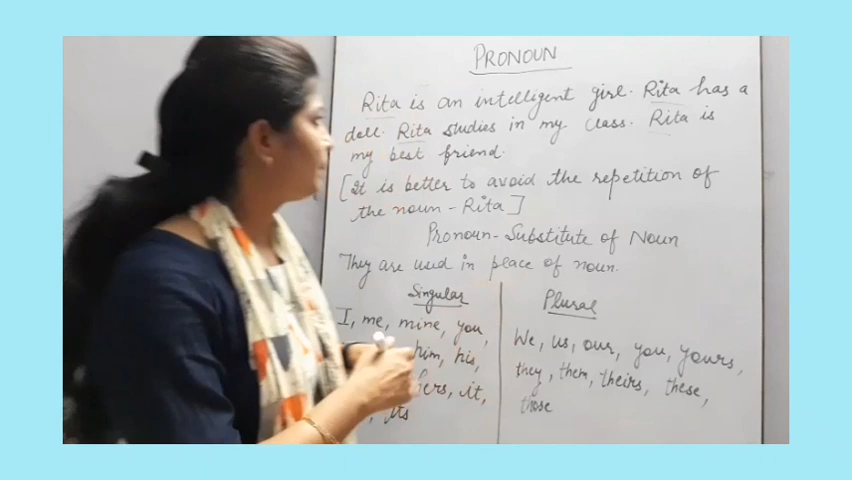 PRONOUN
Rita is an intelligent girl. Rita has a
doll. Rita studies in my class. Rita is
my best friend.
[It is better to avoid the repetition of
the noun - Rita]
Pronoun - Substitute of Noun
They are used in place of noun.
Singular
I, me, mine, you,
him, his,
hers, it,
its
Plural
We, us, our, you, yours,
they, them, theirs, these,
those